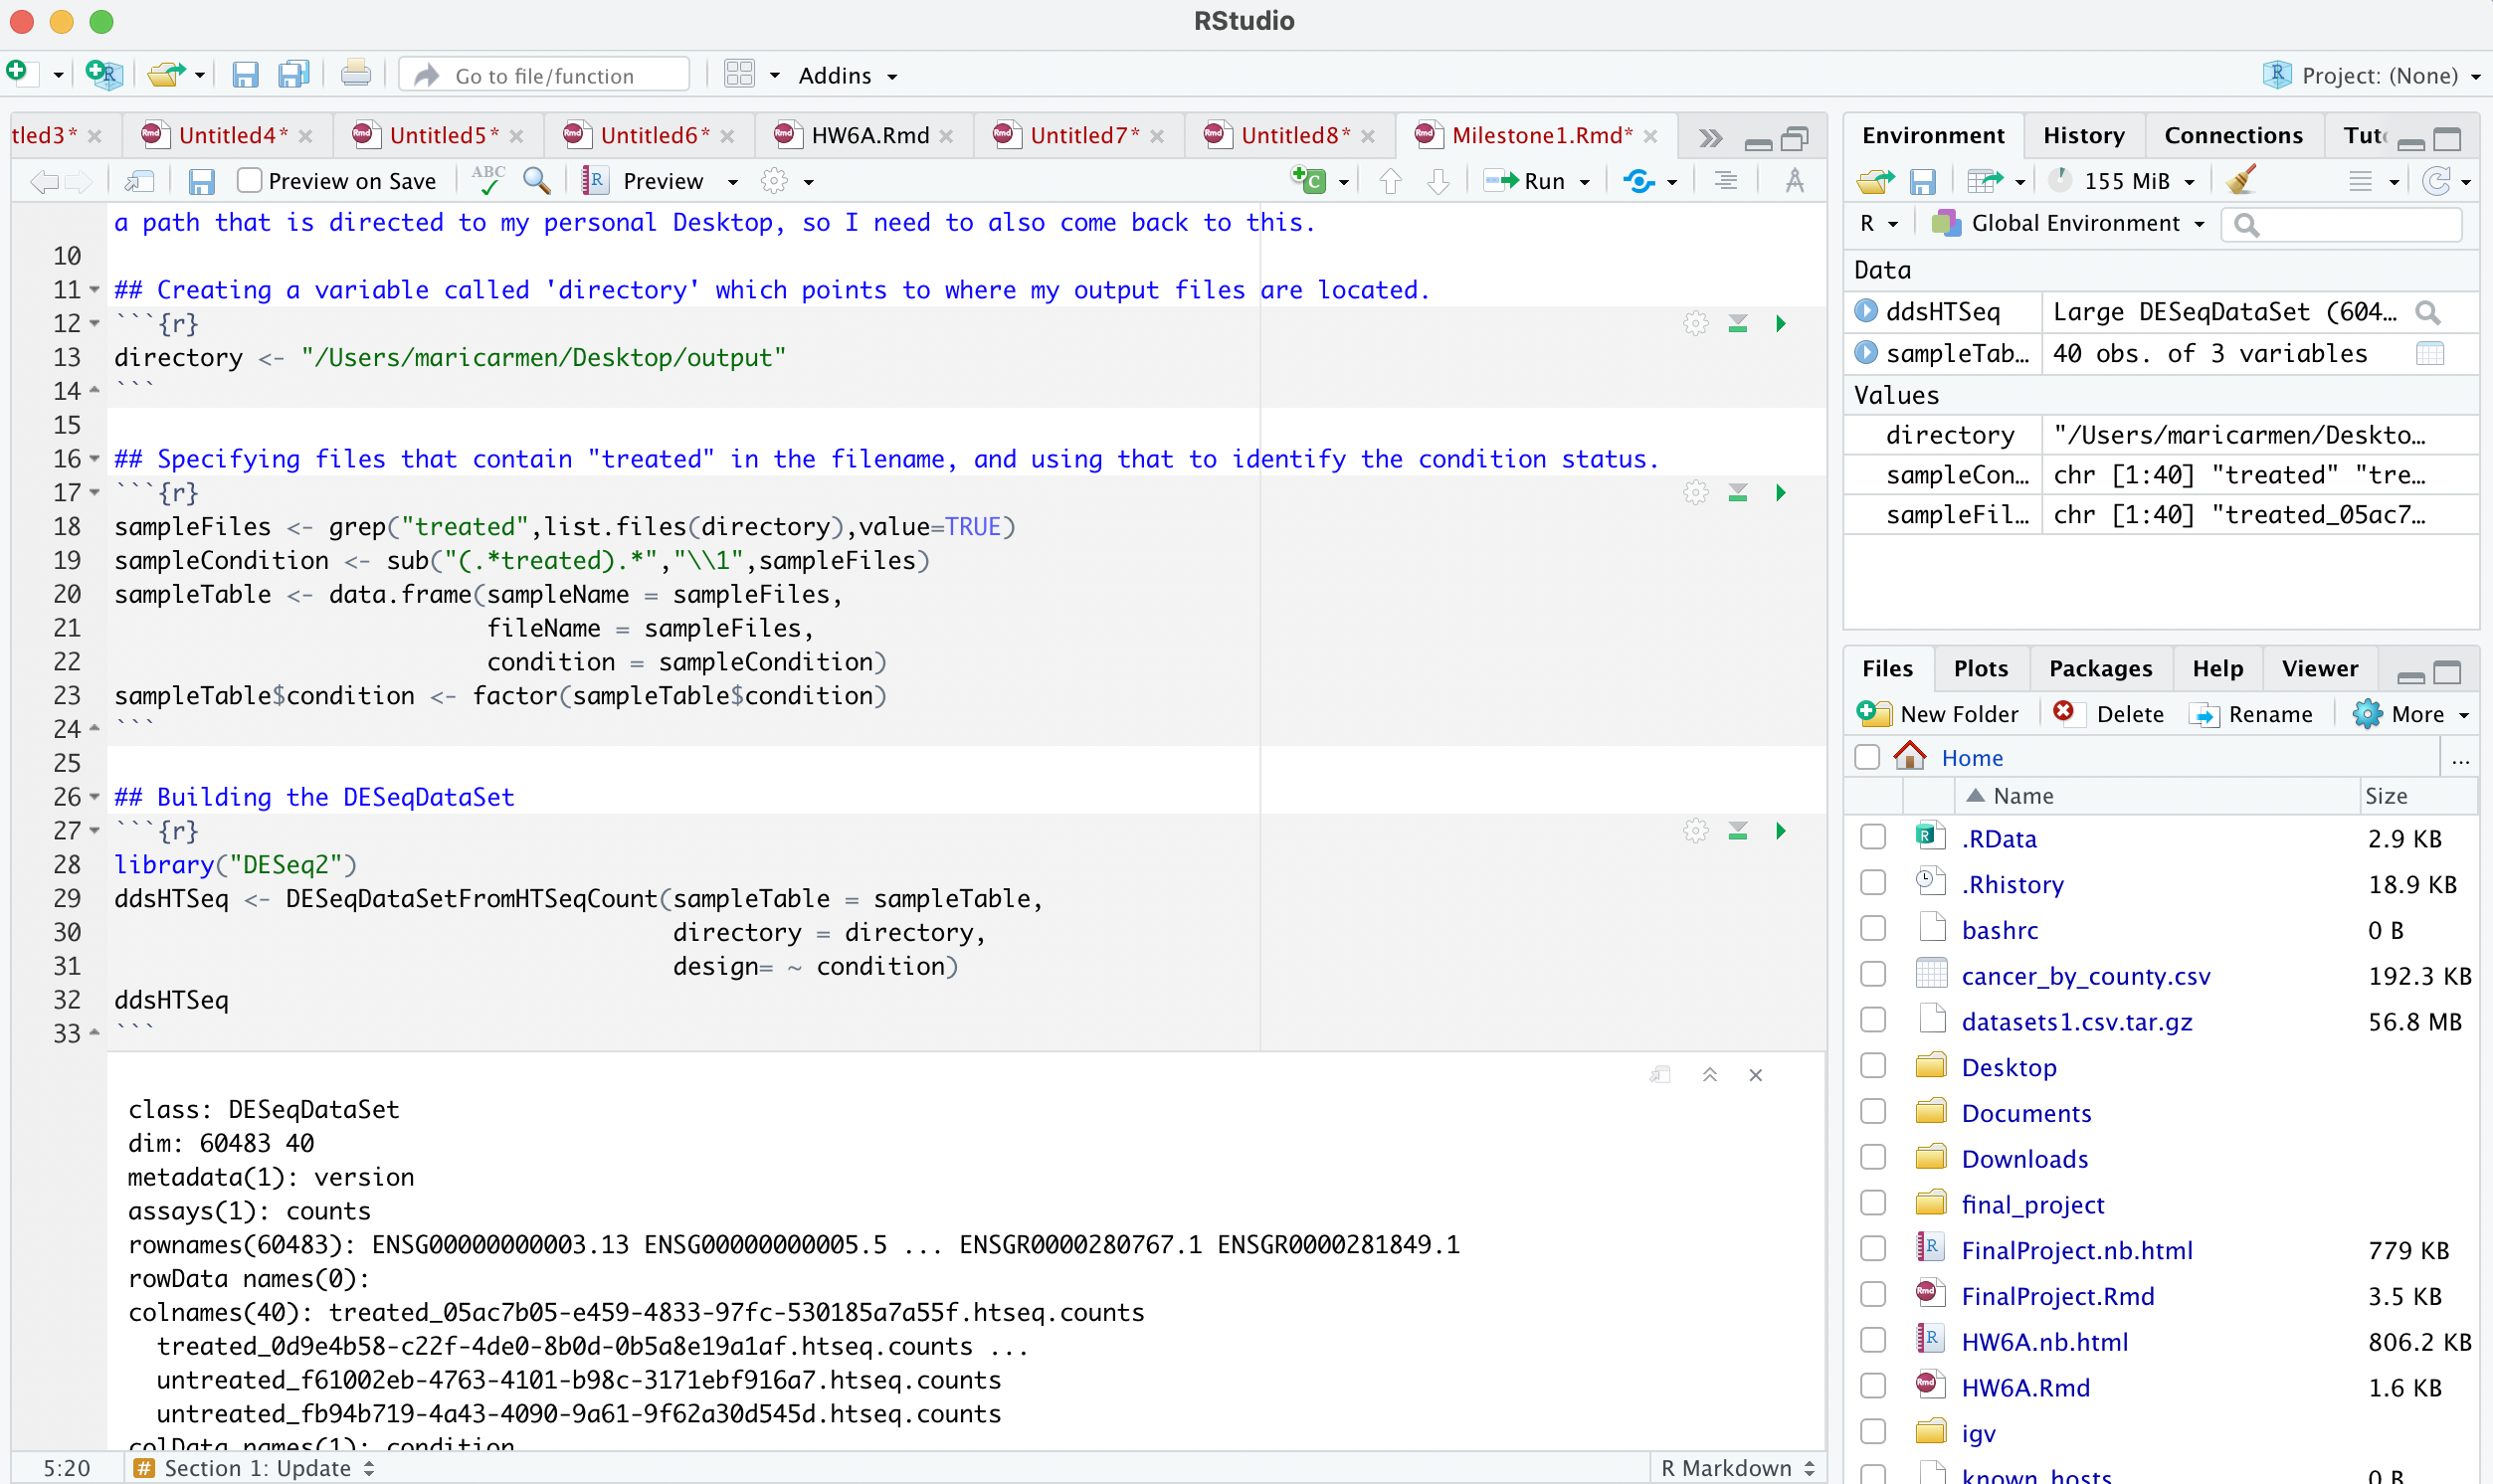 RStudio
Go to file/function
Addins
Project: (None)
tled3*
Untitled4*
Untitled5*
Untitled6*
HW6A.Rmd
Untitled7*
Untitled8*
Milestone1.Rmd*
Preview on Save
ABC
Preview
Run
a path that is directed to my personal Desktop, so I need to also come back to this.
10
11 ## Creating a variable called 'directory' which points to where my output files are located.
12 ```{r}
13 directory <- "/Users/maricarmen/Desktop/output"
14 ```
15
16 ## Specifying files that contain "treated" in the filename, and using that to identify the condition status.
17 ```{r}
18 sampleFiles <- grep("treated",list.files(directory),value=TRUE)
19 sampleCondition <- sub("(.*treated).*","\\1",sampleFiles)
20 sampleTable <- data.frame(sampleName = sampleFiles,
21 fileName = sampleFiles,
22 condition = sampleCondition)
23 sampleTable$condition <- factor(sampleTable$condition)
24 ```
25
26 ## Building the DESeqDataSet
27 ```{r}
28 library("DESeq2")
29 ddsHTSeq <- DESeqDataSetFromHTSeqCount(sampleTable = sampleTable,
30 directory = directory,
31 design= ~ condition)
32 ddsHTSeq
33 ```
class: DESeqDataSet
dim: 60483 40
metadata(1): version
assays(1): counts
rownames(60483): ENSG00000000003.13 ENSG00000000005.5 ... ENSGR0000280767.1 ENSGR0000281849.1
rowData names(0):
colnames(40): treated_05ac7b05-e459-4833-97fc-530185a7a55f.htseq.counts
treated_0d9e4b58-c22f-4de0-8b0d-0b5a8e19a1af.htseq.counts ...
untreated_f61002eb-4763-4101-b98c-3171ebf916a7.htseq.counts
untreated_fb94b719-4a43-4090-9a61-9f62a30d545d.htseq.counts
colData names(1): condition
5:20
# Section 1: Update
R Markdown
Environment
History
Connections
Tut
155 MiB
R
Global Environment
Data
ddsHTSeq Large DESeqDataSet (604...
sampleTab... 40 obs. of 3 variables
Values
directory "/Users/maricarmen/Deskto...
sampleCon... chr [1:40] "treated" "tre...
sampleFil... chr [1:40] "treated_05ac7...
Files
Plots
Packages
Help
Viewer
New Folder
Delete
Rename
More
Home
...
Name Size
.RData 2.9 KB
.Rhistory 18.9 KB
bashrc 0 B
cancer_by_county.csv 192.3 KB
datasets1.csv.tar.gz 56.8 MB
Desktop
Documents
Downloads
final_project
FinalProject.nb.html 779 KB
FinalProject.Rmd 3.5 KB
HW6A.nb.html 806.2 KB
HW6A.Rmd 1.6 KB
igv
known_hosts 0 B